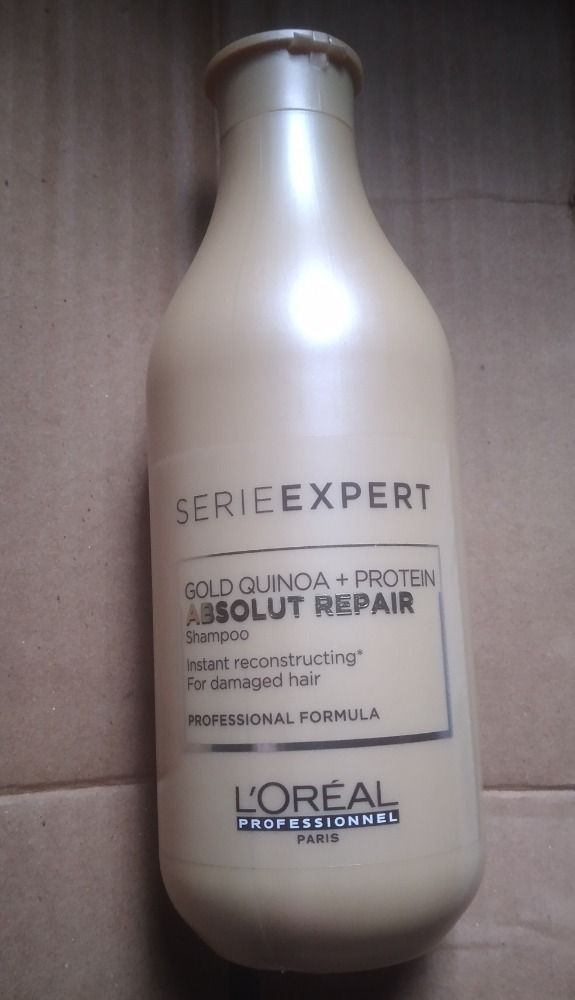 SERIEEXPERT
GOLD QUINOA + PROTEIN
ABSOLUT REPAIR
Shampoo
Instant reconstructing*
For damaged hair
PROFESSIONAL FORMULA
L'ORÉAL
PROFESSIONNEL
PARIS